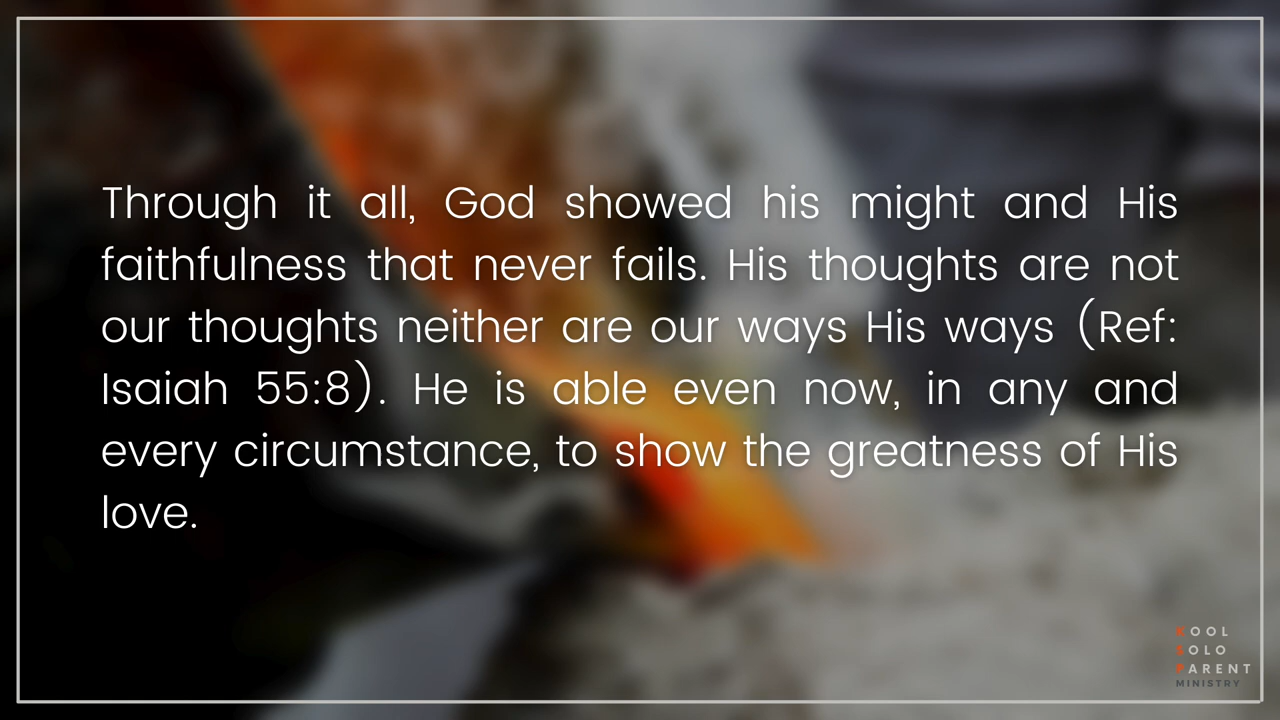 Through it all, God showed his might and His
faithfulness that never fails. His thoughts are not
our thoughts neither are our ways His ways (Ref:
Isaiah 55:8). He is able even now, in any and
every circumstance, to show the greatness of His
love.
KOOL
SOLO
PARENT
MINISTRY